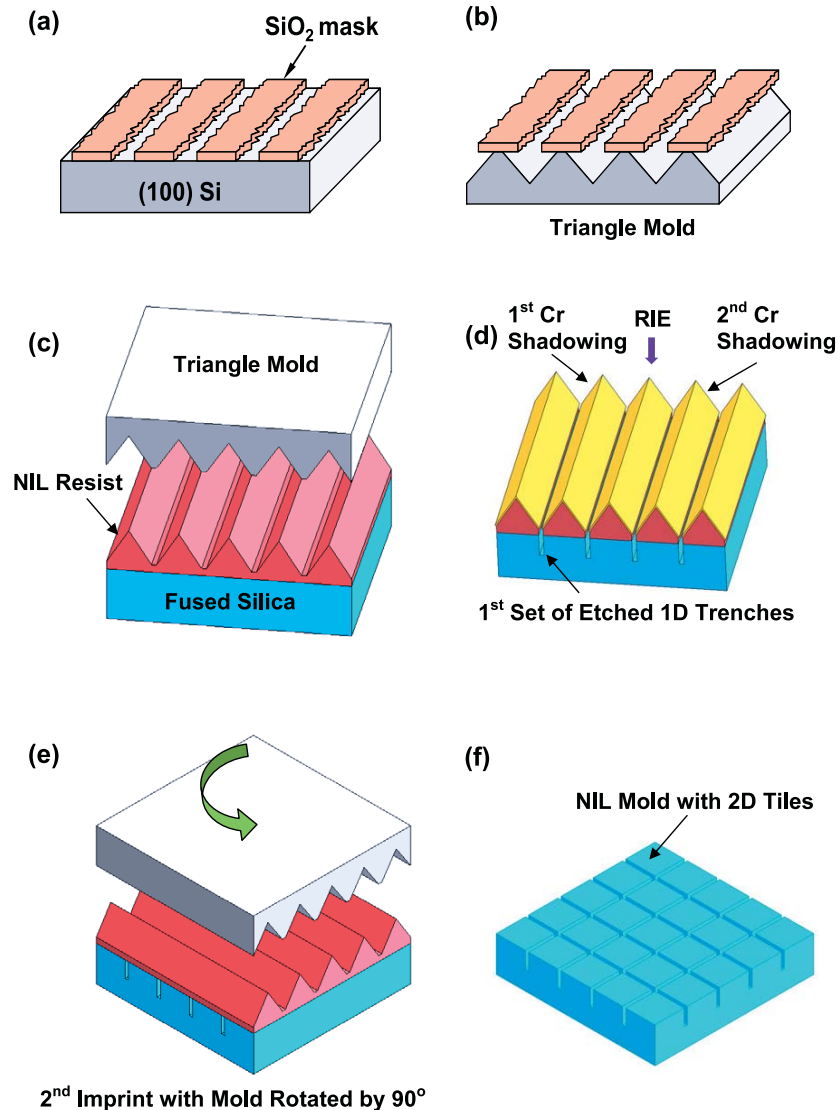 (a)
SiO₂ mask
(100) Si
(b)
Triangle Mold
(c)
Triangle Mold
NIL Resist
Fused Silica
(d)
1ˢᵗ Cr
Shadowing
RIE
2ⁿᵈ Cr
Shadowing
1ˢᵗ Set of Etched 1D Trenches
(e)
2ⁿᵈ Imprint with Mold Rotated by 90°
(f)
NIL Mold with 2D Tiles